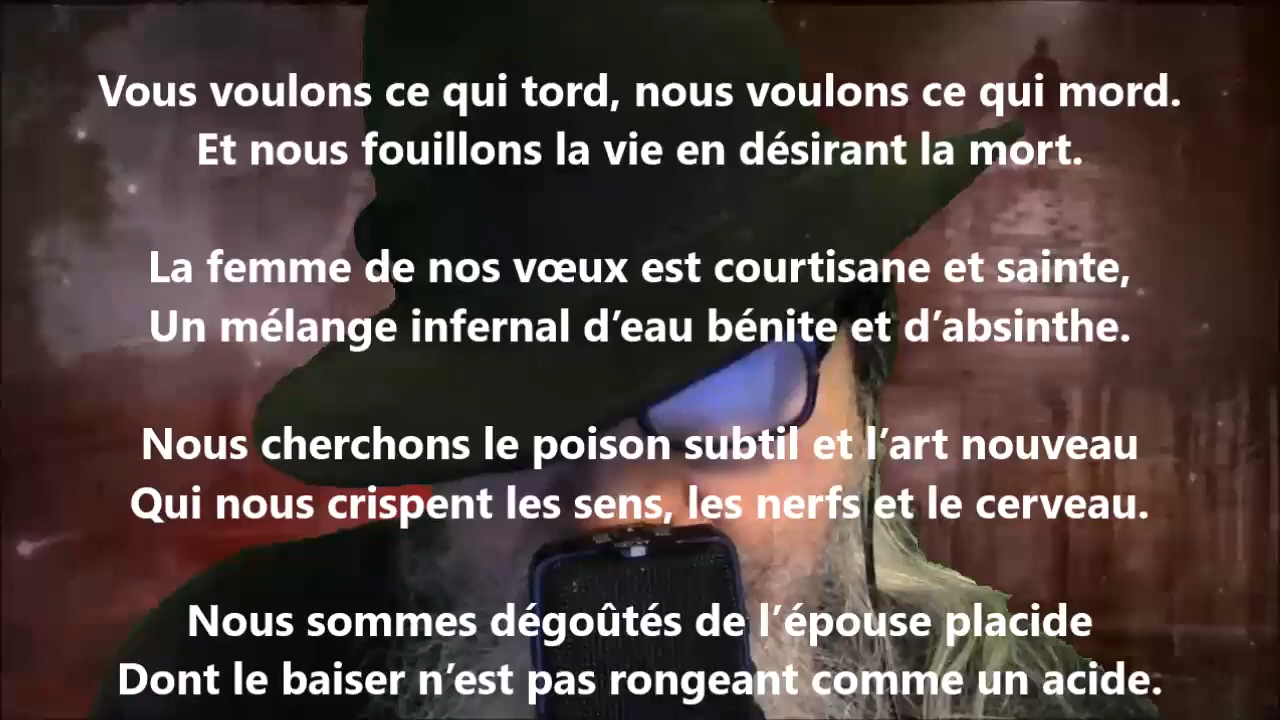 Vous voulons ce qui tord, nous voulons ce qui mord.
Et nous fouillons la vie en désirant la mort.
La femme de nos vœux est courtisane et sainte,
Un mélange infernal d’eau bénite et d’absinthe.
Nous cherchons le poison subtil et l’art nouveau
Qui nous crispent les sens, les nerfs et le cerveau.
Nous sommes dégoûtés de l’épouse placide
Dont le baiser n’est pas rongeant comme un acide.